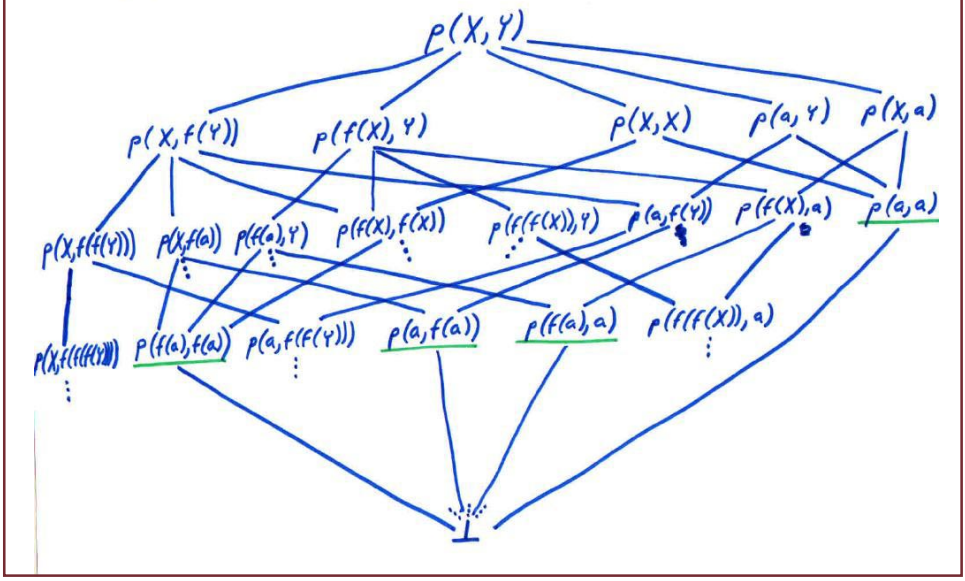 p(X,Y)
p(X,f(Y)) p(f(X),Y) p(X,X) p(a,Y) p(X,a)
p(X,f(f(Y))) p(X,f(a)) p(f(a),Y) p(f(X),f(X)) p(f(f(X)),Y) p(a,f(Y)) p(f(X),a) p(a,a)
p(X,f(f(f(Y)))) p(f(a),f(a)) p(a,f(f(Y))) p(a,f(a)) p(f(a),a) p(f(f(X)),a)
⊥